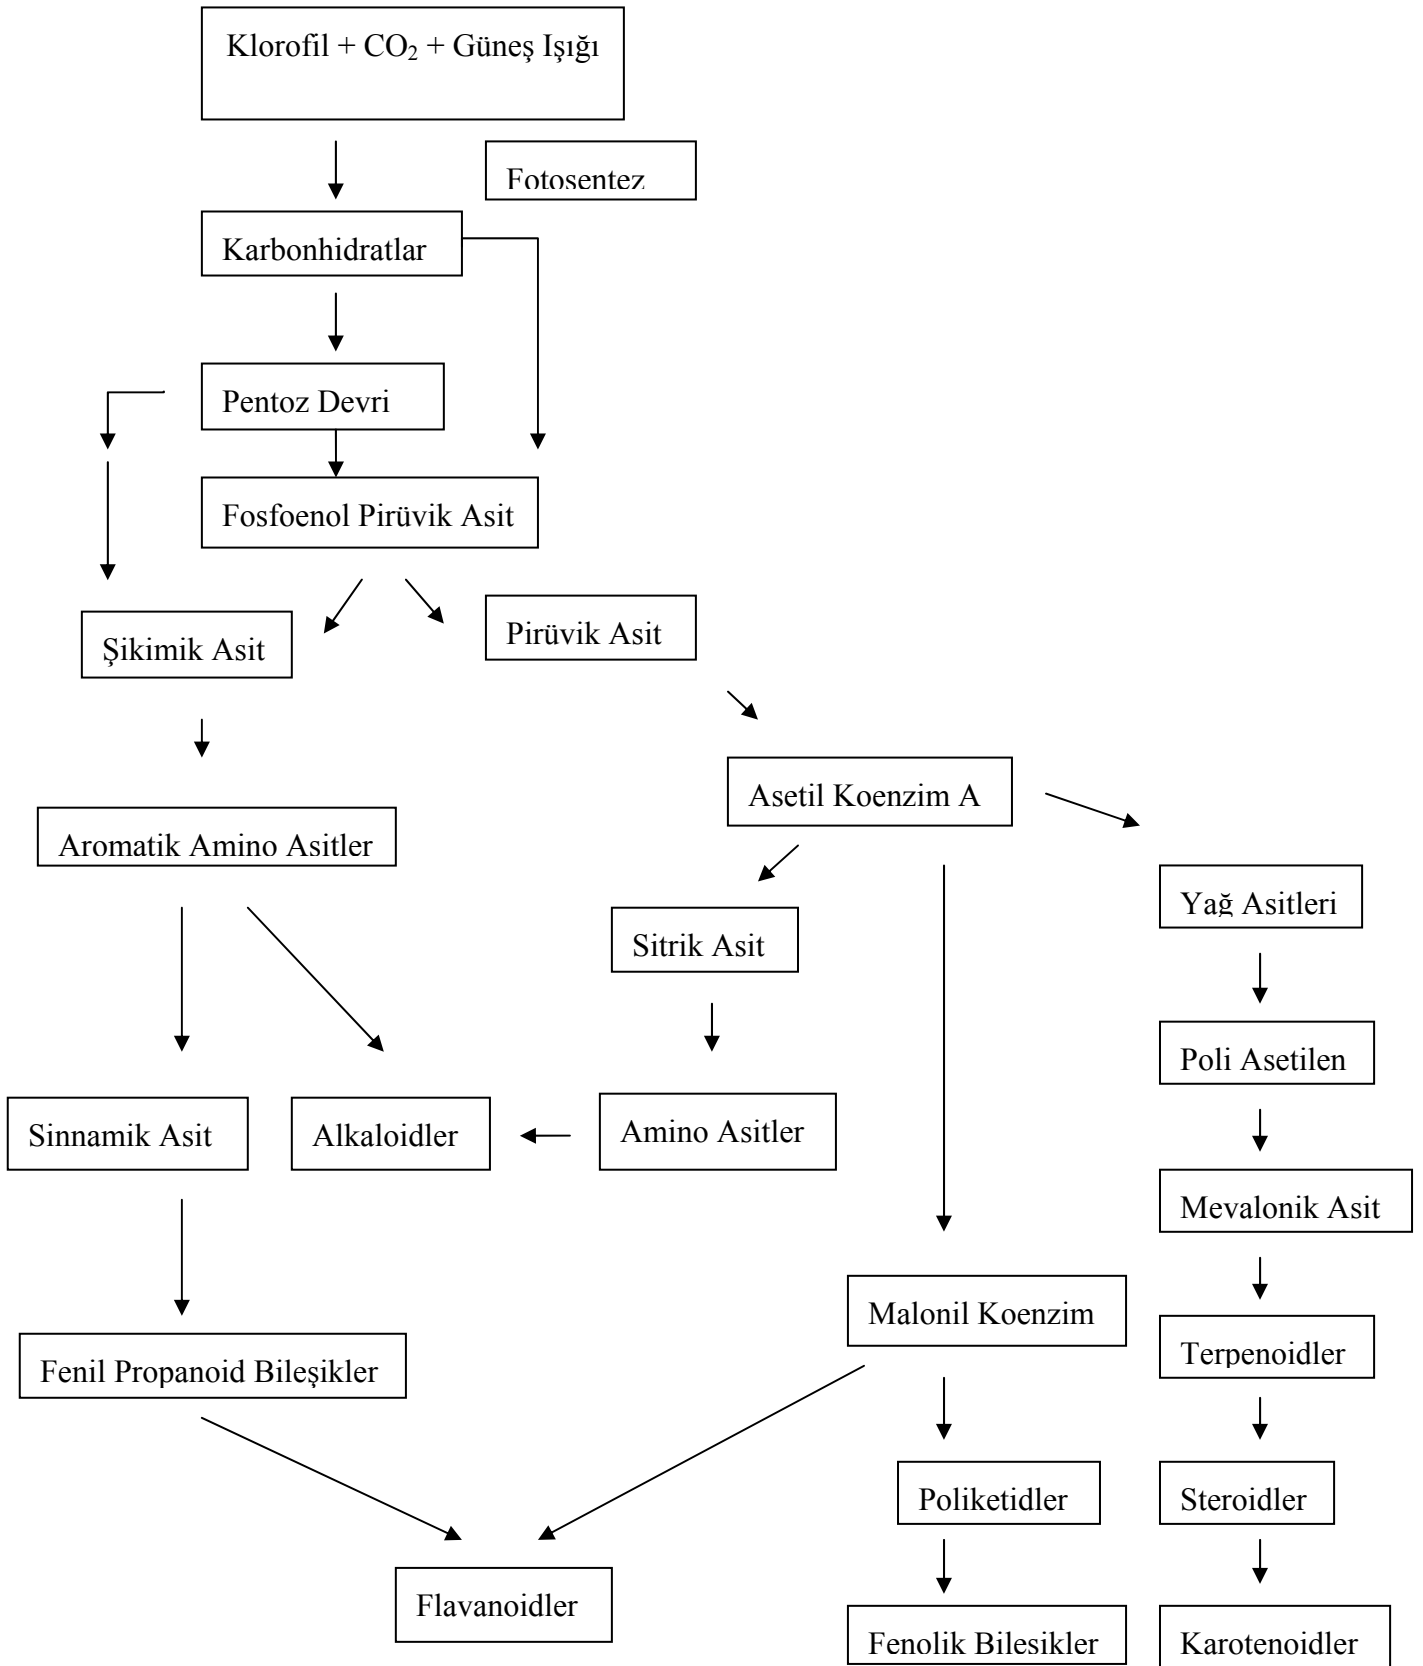 Klorofil + CO₂ + Güneş Işığı
Fotosentez
Karbonhidratlar
Pentoz Devri
Fosfoenol Pirüvik Asit
Şikimik Asit
Pirüvik Asit
Asetil Koenzim A
Aromatik Amino Asitler
Yağ Asitleri
Sitrik Asit
Poli Asetilen
Sinnamik Asit
Alkaloidler
Amino Asitler
Mevalonik Asit
Malonil Koenzim
Fenil Propanoid Bileşikler
Terpenoidler
Poliketidler
Steroidler
Flavanoidler
Fenolik Bilesikler
Karotenoidler